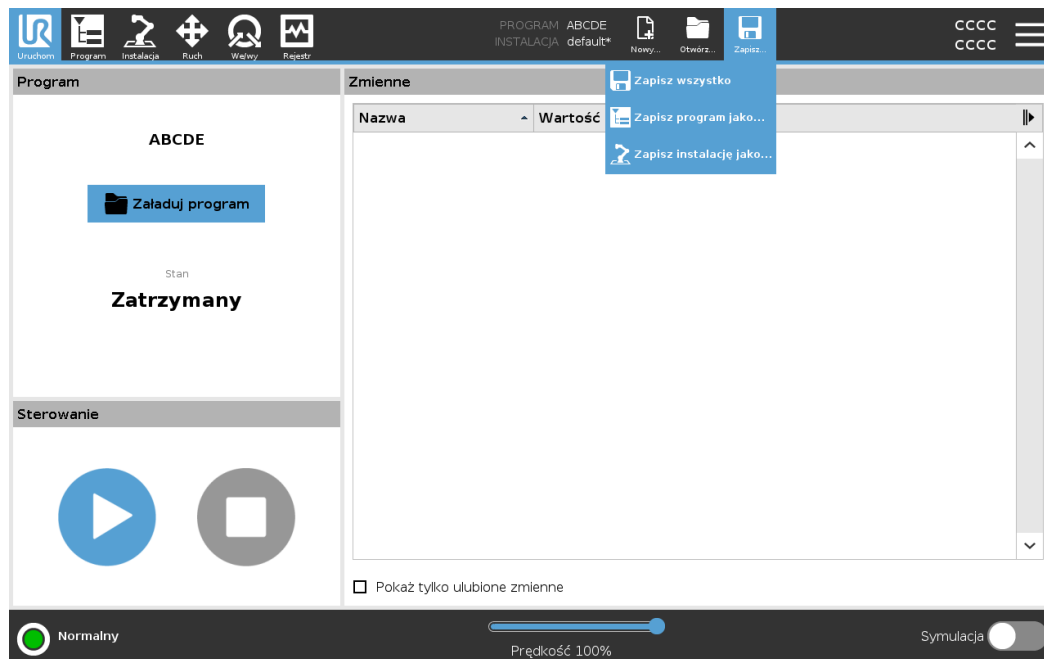 UR
Uruchom
Program
Instalacja
Ruch
We/wy
Rejestr
PROGRAM ABCDE
INSTALACJA default*
Nowy...
Otwórz...
Zapisz...
CCCC
CCCC
Program
Zmienne
Zapisz wszystko
Zapisz program jako...
Zapisz instalację jako...
Nazwa
Wartość
ABCDE
Załaduj program
Stan
Zatrzymany
Sterowanie
Pokaż tylko ulubione zmienne
Normalny
Prędkość 100%
Symulacja